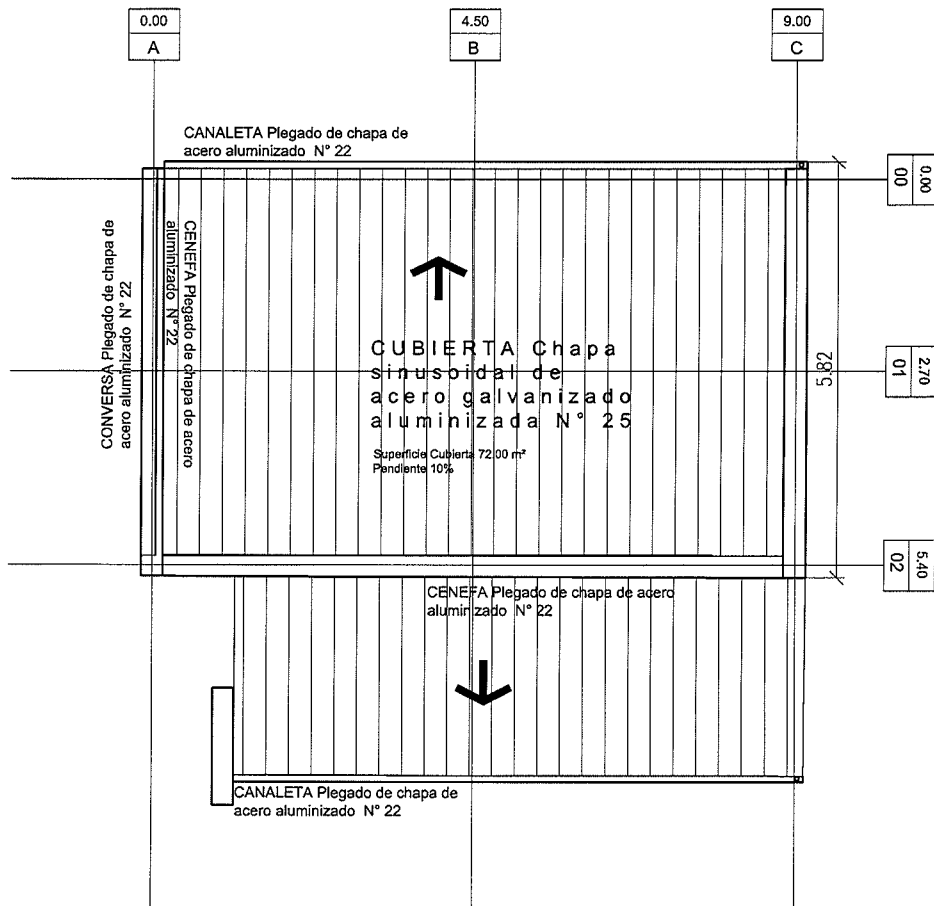 0.00
A
4.50
B
9.00
C
CANALETA Plegado de chapa de
acero aluminizado N° 22
0.00
00
CONVERSA Plegado de chapa de
acero aluminizado N° 22
CENEFA Plegado de chapa de acero
aluminizado N° 22
CUBIERTA Chapa
sinusoidal de
acero galvanizado
aluminizada N° 25
Superficie Cubierta 72.00 m²
Pendiente 10%
5.82
2.70
01
5.40
02
CENEFA Plegado de chapa de acero
aluminizado N° 22
CANALETA Plegado de chapa de
acero aluminizado N° 22